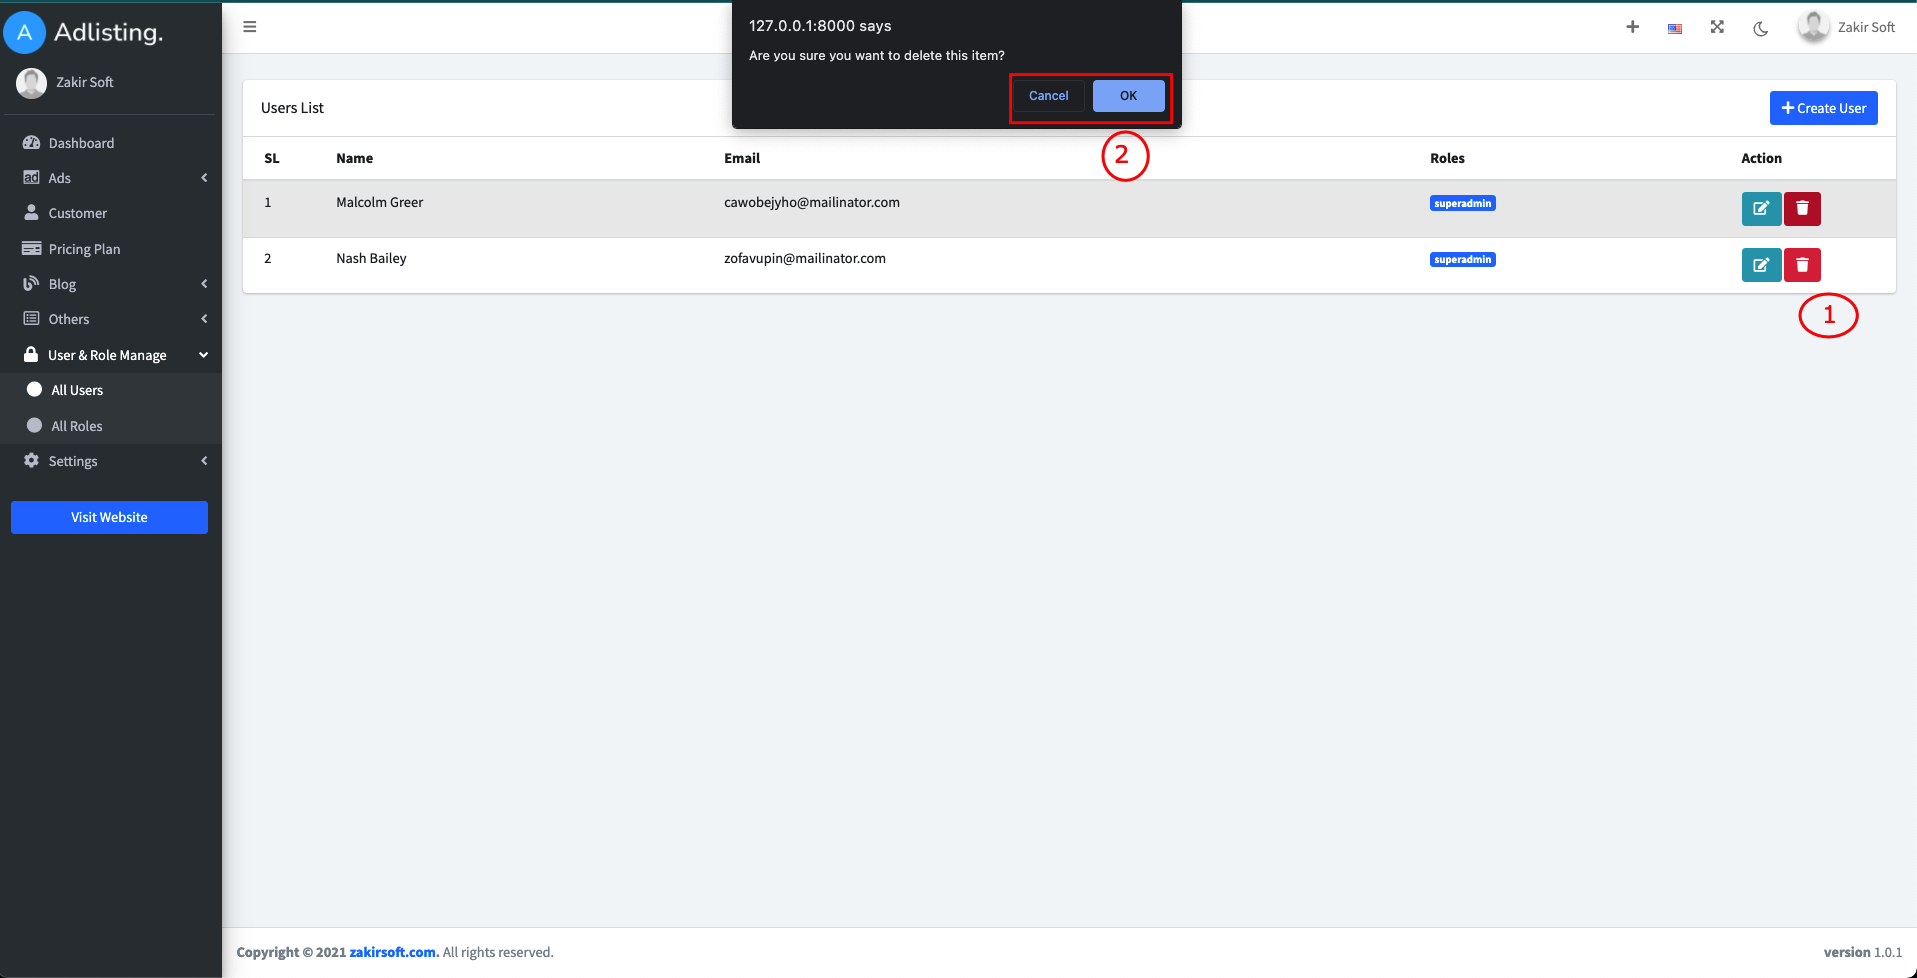 A Adlisting.
Zakir Soft
Dashboard
Ads
Customer
Pricing Plan
Blog
Others
User & Role Manage
All Users
All Roles
Settings
Visit Website
127.0.0.1:8000 says
Are you sure you want to delete this item?
Cancel OK
2
Zakir Soft
Users List
Create User
SL Name Email Roles Action
1 Malcolm Greer cawobejyho@mailinator.com superadmin
2 Nash Bailey zofavupin@mailinator.com superadmin
1
Copyright © 2021 zakirsoft.com. All rights reserved.
version 1.0.1